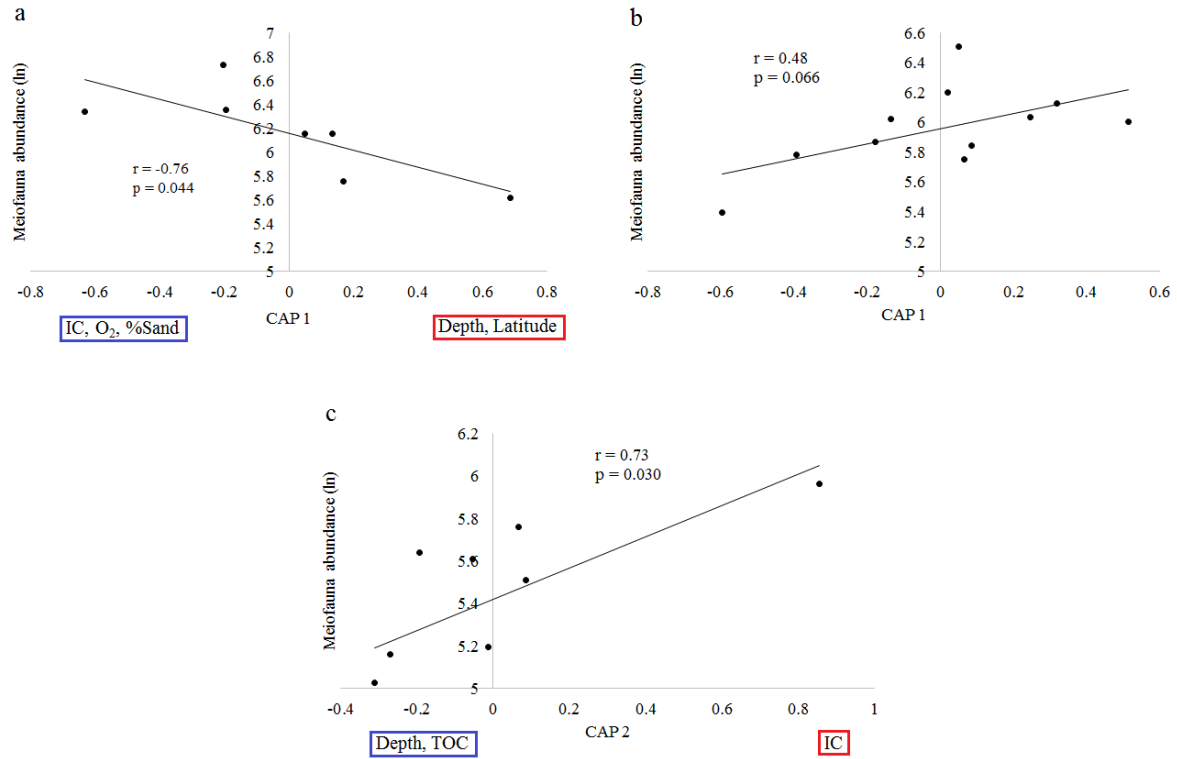 a
Meiofauna abundance (ln)
7
6.8
6.6
6.4
6.2
6
5.8
5.6
5.4
5.2
5
r = -0.76
p = 0.044
-0.8 -0.6 -0.4 -0.2 0 0.2 0.4 0.6 0.8
CAP 1
IC, O₂, %Sand
Depth, Latitude
b
Meiofauna abundance (ln)
6.6
6.4
6.2
6
5.8
5.6
5.4
5.2
5
r = 0.48
p = 0.066
-0.8 -0.6 -0.4 -0.2 0 0.2 0.4 0.6
CAP 1
c
Meiofauna abundance (ln)
6.2
6
5.8
5.6
5.4
5.2
5
r = 0.73
p = 0.030
-0.4 -0.2 0 0.2 0.4 0.6 0.8 1
CAP 2
Depth, TOC
IC